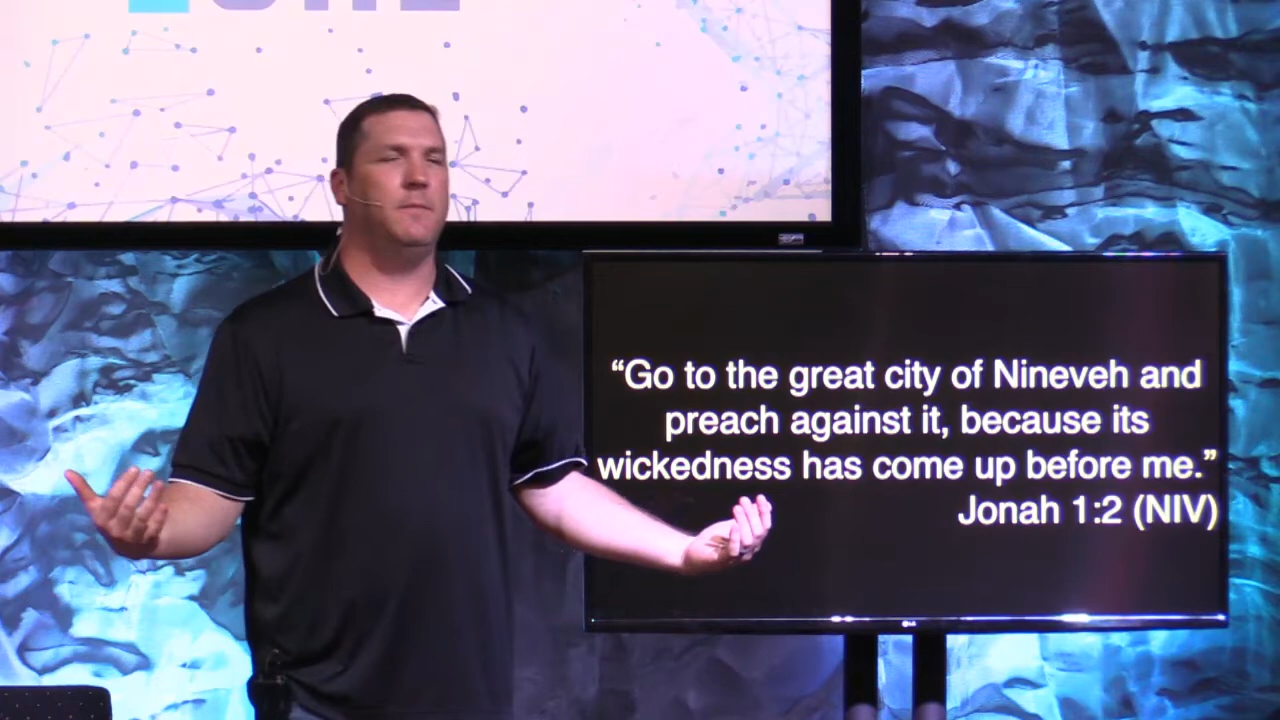 “Go to the great city of Nineveh and
preach against it, because its
wickedness has come up before me.”
Jonah 1:2 (NIV)
LG